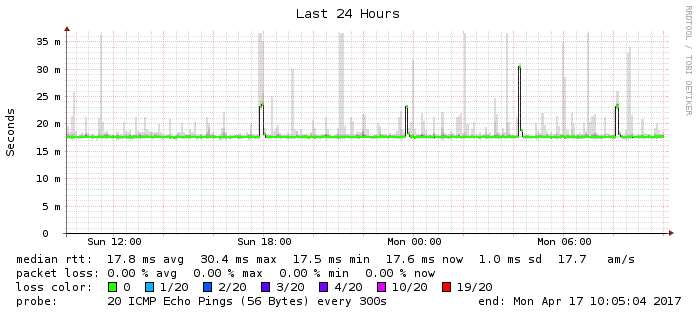 Last 24 Hours
RRDTOOL / TOBI OETIKER
Seconds
35 m
30 m
25 m
20 m
15 m
10 m
5 m
0
Sun 12:00 Sun 18:00 Mon 00:00 Mon 06:00
median rtt: 17.8 ms avg 30.4 ms max 17.5 ms min 17.6 ms now 1.0 ms sd 17.7 am/s
packet loss: 0.00 % avg 0.00 % max 0.00 % min 0.00 % now
loss color: 0 1/20 2/20 3/20 4/20 10/20 19/20
probe: 20 ICMP Echo Pings (56 Bytes) every 300s end: Mon Apr 17 10:05:04 2017